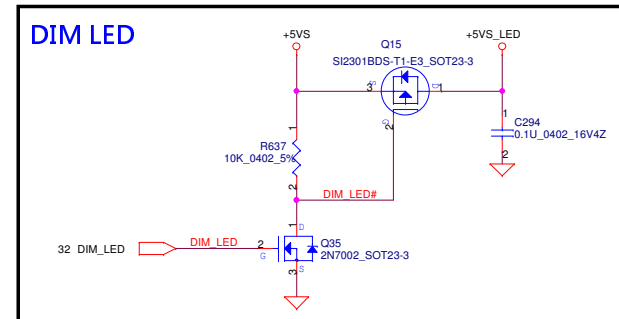 DIM LED
+5VS
+5VS_LED
Q15
SI2301BDS-T1-E3_SOT23-3
3
S
D
1
G
2
1
C294
0.1U_0402_16V4Z
2
1
R637
10K_0402_5%
2
DIM_LED#
1
D
32 DIM_LED
DIM_LED
2
G
Q35
2N7002_SOT23-3
3
S